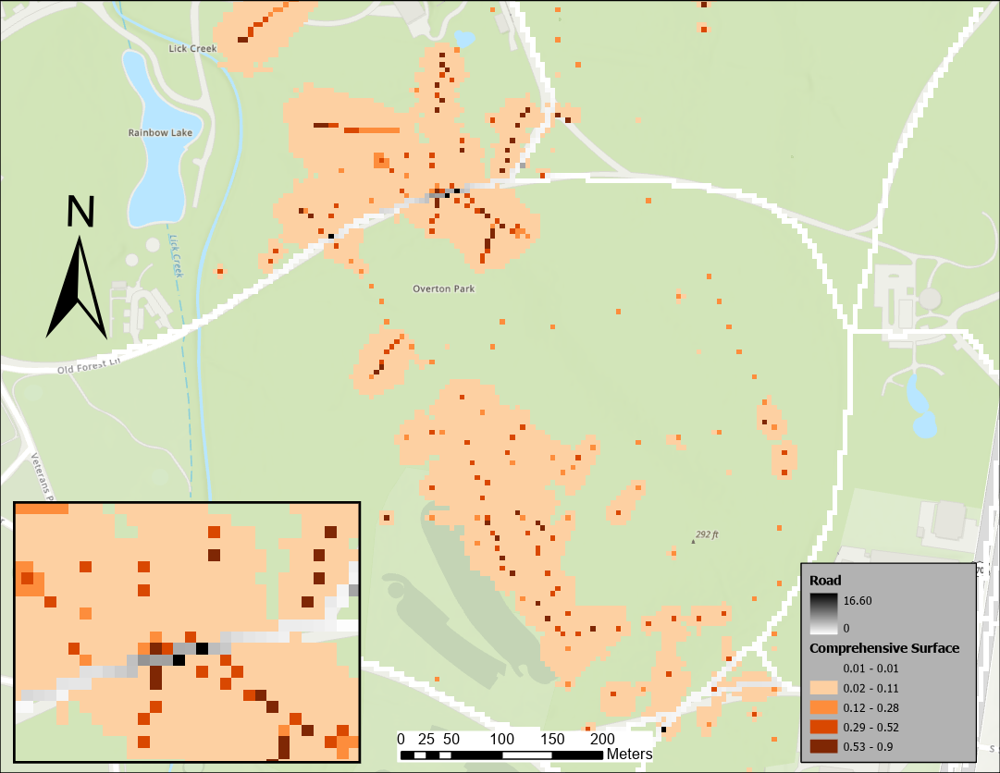 Lick Creek
Rainbow Lake
N
Lick Creek
Overton Park
Old Forest Ln
Veterans P
292 ft
Road
16.60
0
Comprehensive Surface
0.01 - 0.01
0.02 - 0.11
0.12 - 0.28
0.29 - 0.52
0.53 - 0.9
0 25 50 100 150 200
Meters